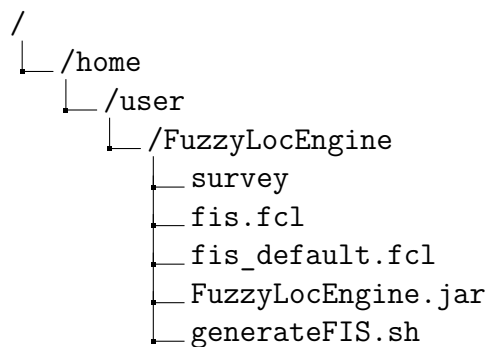 /
/home
/user
/FuzzyLocEngine
survey
fis.fcl
fis_default.fcl
FuzzyLocEngine.jar
generateFIS.sh